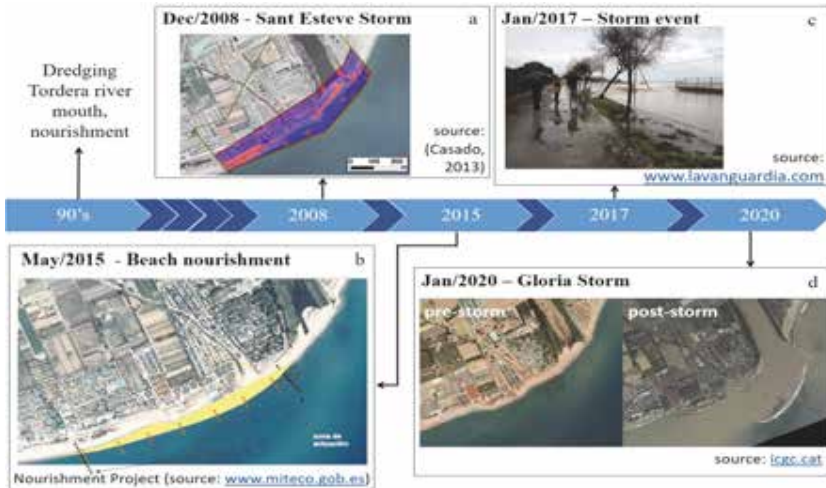 Dec/2008 - Sant Esteve Storm
a
source:
(Casado,
2013)
Jan/2017 – Storm event
c
source:
www.lavanguardia.com
Dredging
Tordera river
mouth,
nourishment
90's
2008
2015
2017
2020
May/2015 - Beach nourishment
b
Nourishment Project (source: www.miteco.gob.es)
Jan/2020 – Gloria Storm
d
pre-storm
post-storm
source: icgc.cat